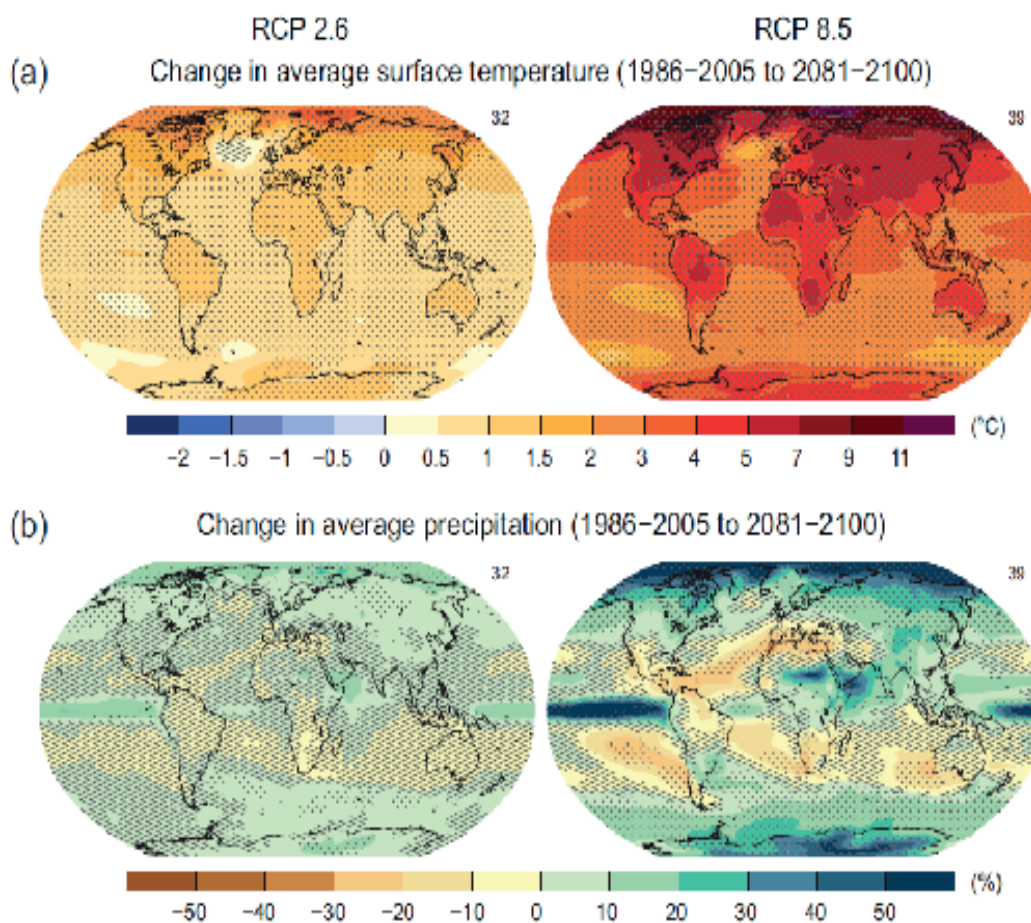 RCP 2.6 RCP 8.5
(a) Change in average surface temperature (1986−2005 to 2081−2100)
32 39
(°C)
−2 −1.5 −1 −0.5 0 0.5 1 1.5 2 3 4 5 7 9 11
(b) Change in average precipitation (1986−2005 to 2081−2100)
32 39
(%)
−50 −40 −30 −20 −10 0 10 20 30 40 50